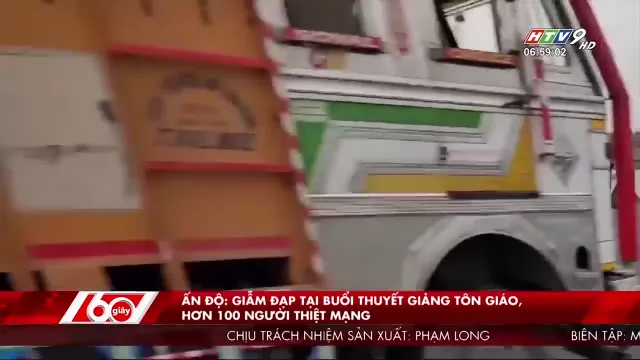 HTV9 HD
06:59:02
60 giây
ẤN ĐỘ: GIẪM ĐẠP TẠI BUỔI THUYẾT GIẢNG TÔN GIÁO,
HƠN 100 NGƯỜI THIỆT MẠNG
CHỊU TRÁCH NHIỆM SẢN XUẤT: PHẠM LONG
BIÊN TẬP: M